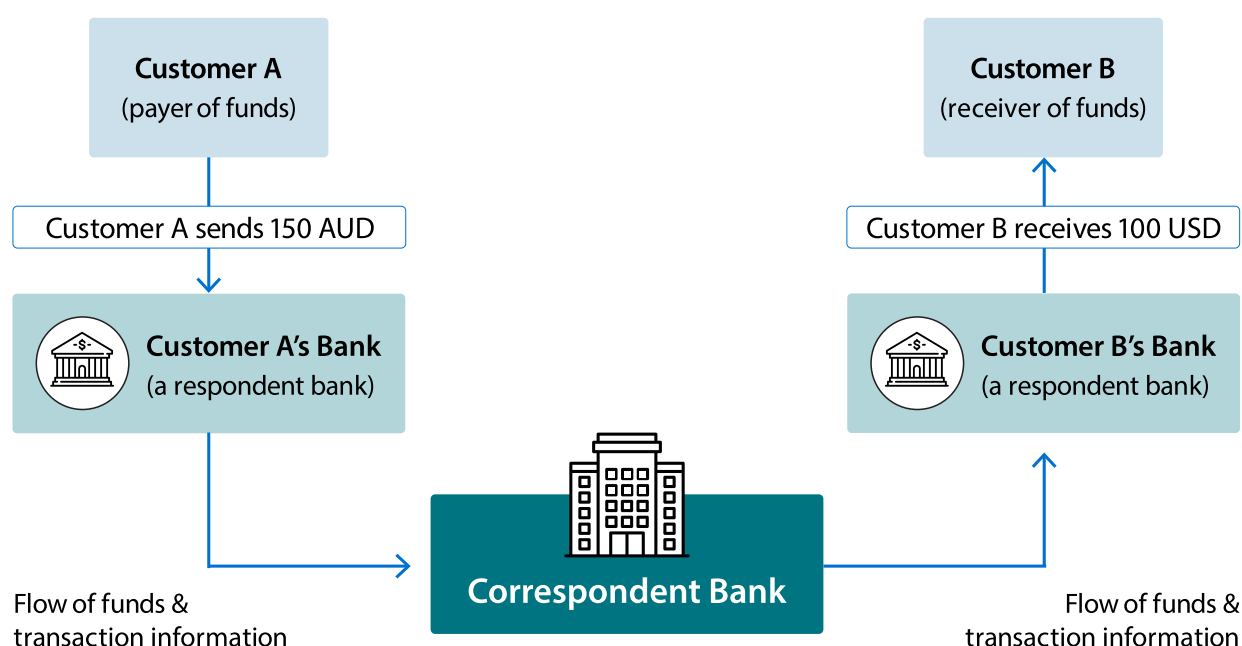 Customer A
(payer of funds)
Customer A sends 150 AUD
-$-
Customer A’s Bank
(a respondent bank)
Flow of funds &
transaction information
Correspondent Bank
Customer B
(receiver of funds)
Customer B receives 100 USD
-$-
Customer B’s Bank
(a respondent bank)
Flow of funds &
transaction information